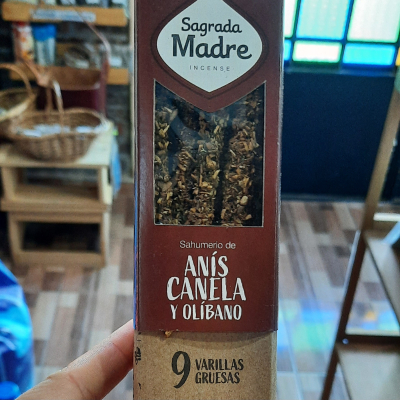 Sagrada
Madre
INCENSE
Sahumerio de
ANÍS
CANELA
Y OLÍBANO
9 VARILLAS
GRUESAS